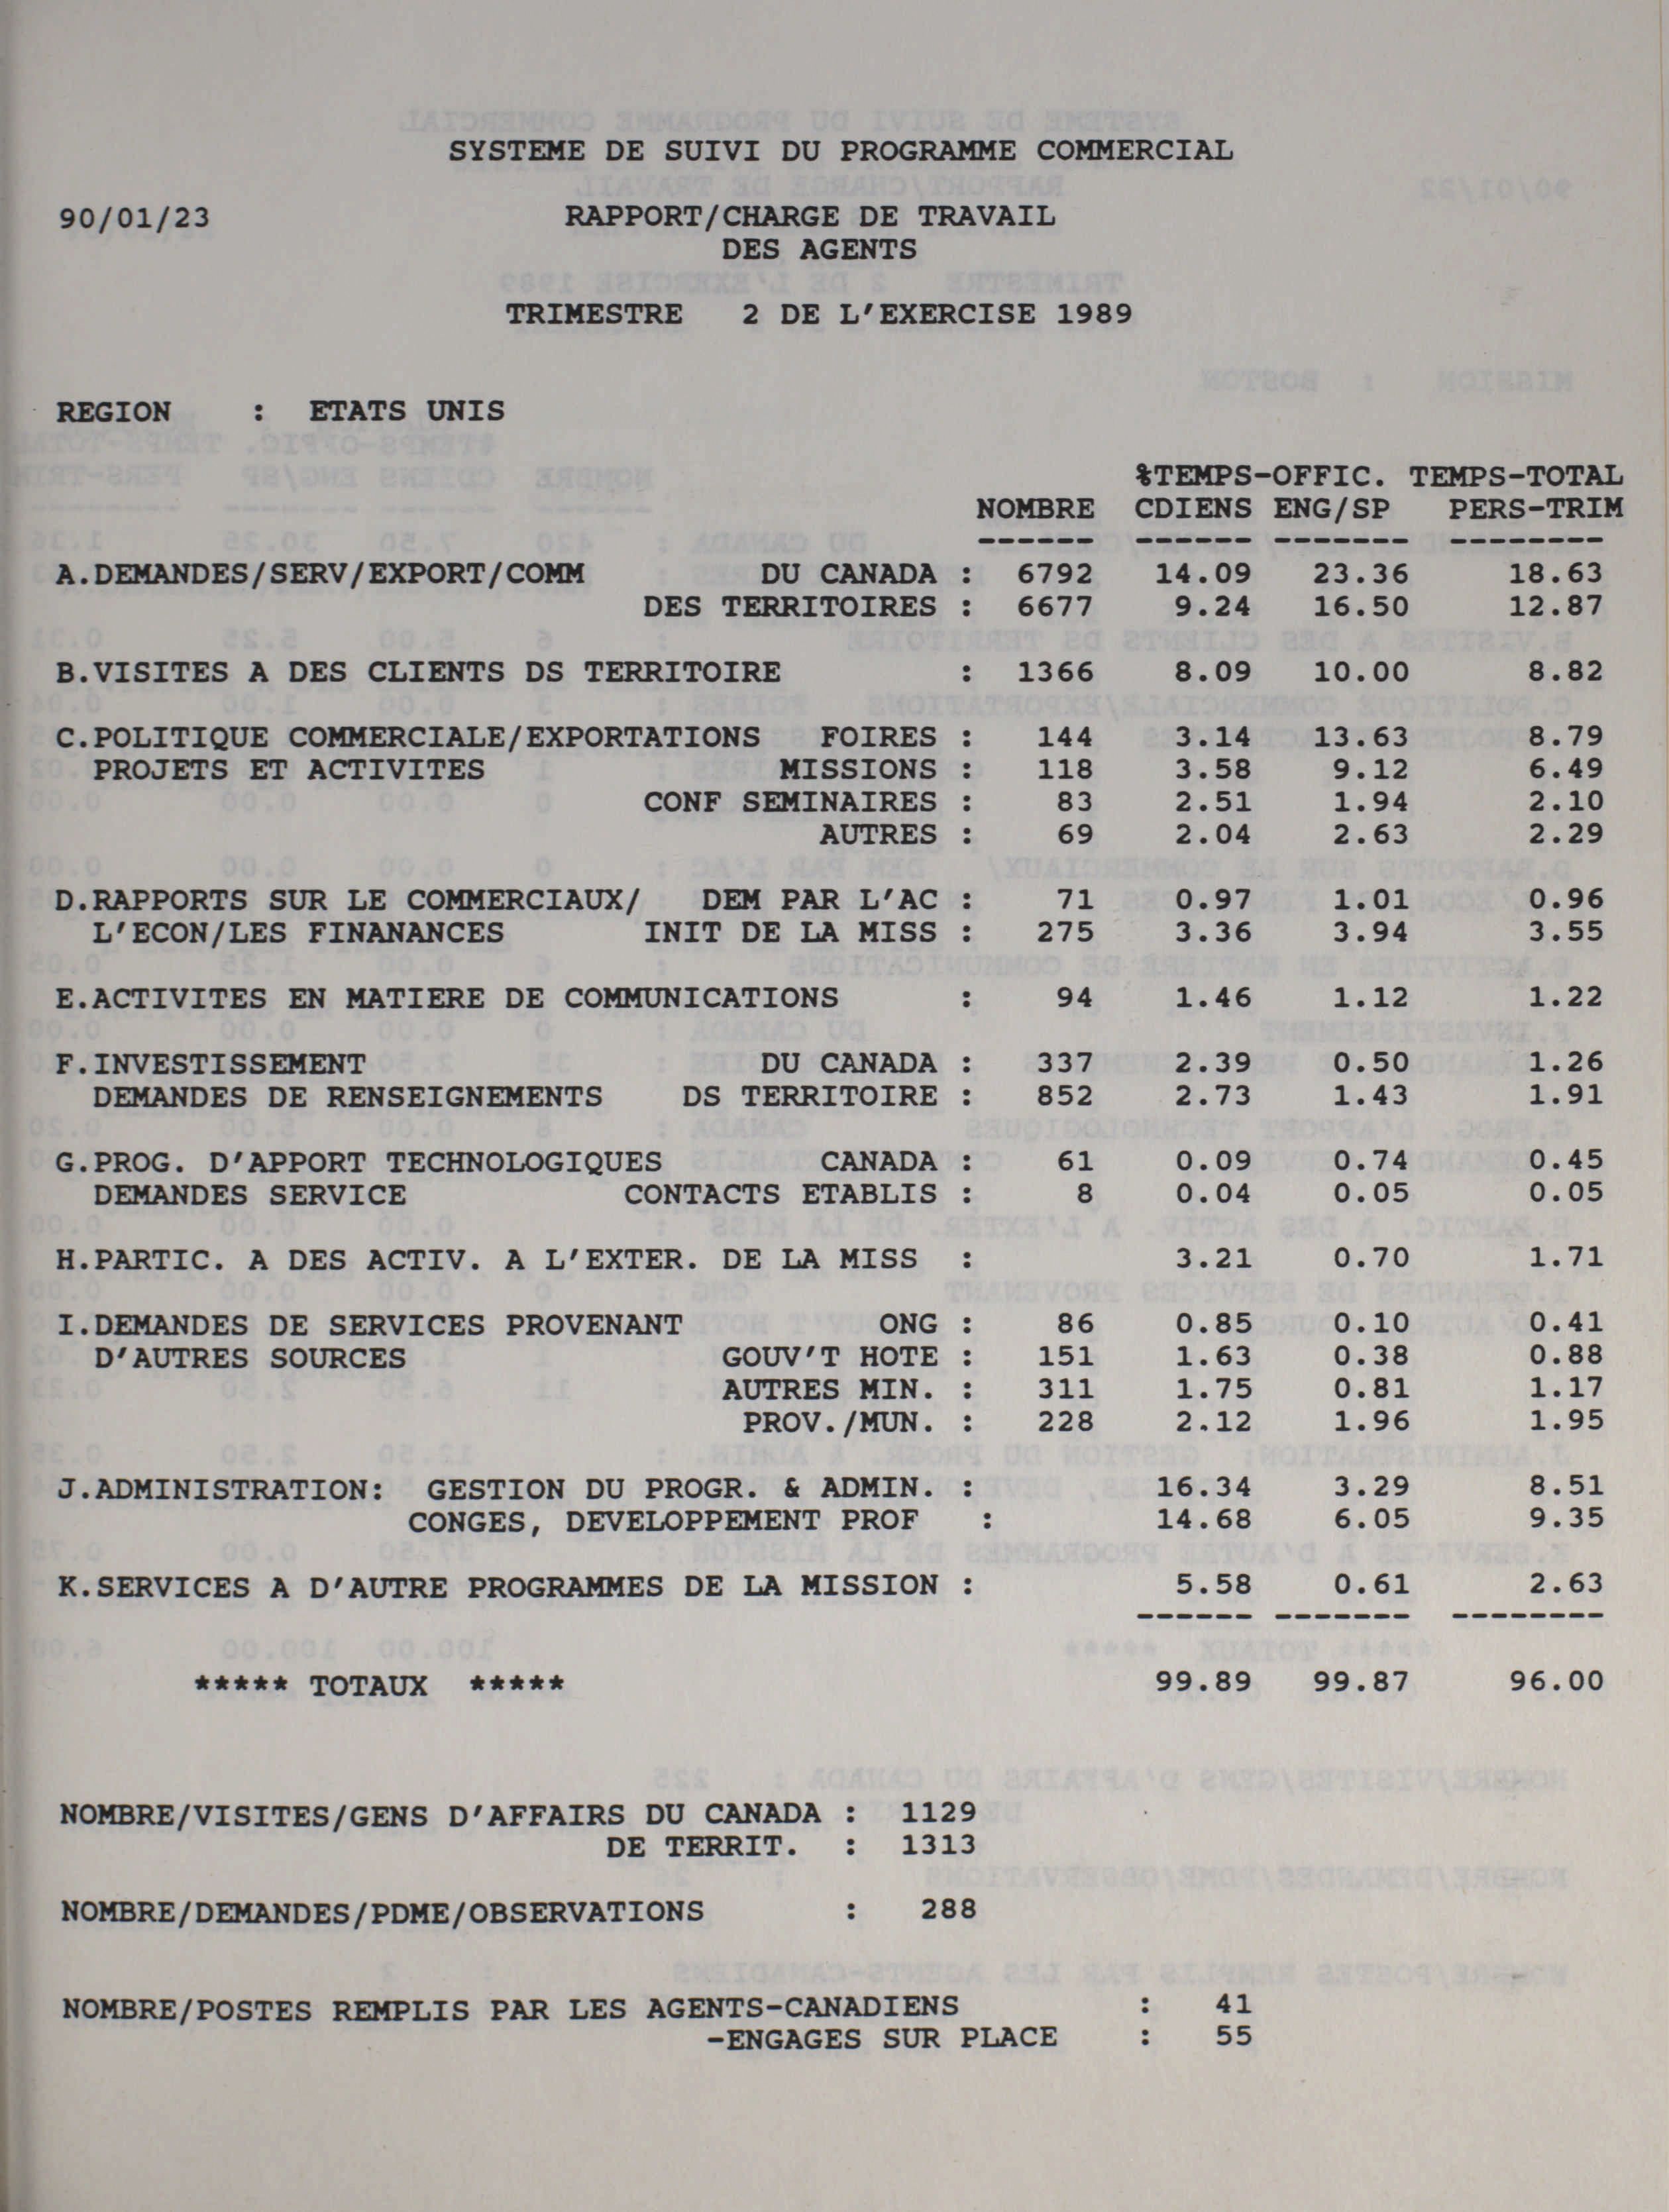 SYSTEME DE SUIVI DU PROGRAMME COMMERCIAL
90/01/23 RAPPORT/CHARGE DE TRAVAIL
DES AGENTS
TRIMESTRE 2 DE L'EXERCISE 1989
REGION : ETATS UNIS
%TEMPS-OFFIC. TEMPS-TOTAL
NOMBRE CDIENS ENG/SP PERS-TRIM
------ ------ ------- --------
A.DEMANDES/SERV/EXPORT/COMM DU CANADA : 6792 14.09 23.36 18.63
DES TERRITOIRES : 6677 9.24 16.50 12.87
B.VISITES A DES CLIENTS DS TERRITOIRE : 1366 8.09 10.00 8.82
C.POLITIQUE COMMERCIALE/EXPORTATIONS FOIRES : 144 3.14 13.63 8.79
PROJETS ET ACTIVITES MISSIONS : 118 3.58 9.12 6.49
CONF SEMINAIRES : 83 2.51 1.94 2.10
AUTRES : 69 2.04 2.63 2.29
D.RAPPORTS SUR LE COMMERCIAUX/ DEM PAR L'AC : 71 0.97 1.01 0.96
L'ECON/LES FINANANCES INIT DE LA MISS : 275 3.36 3.94 3.55
E.ACTIVITES EN MATIERE DE COMMUNICATIONS : 94 1.46 1.12 1.22
F.INVESTISSEMENT DU CANADA : 337 2.39 0.50 1.26
DEMANDES DE RENSEIGNEMENTS DS TERRITOIRE : 852 2.73 1.43 1.91
G.PROG. D'APPORT TECHNOLOGIQUES CANADA : 61 0.09 0.74 0.45
DEMANDES SERVICE CONTACTS ETABLIS : 8 0.04 0.05 0.05
H.PARTIC. A DES ACTIV. A L'EXTER. DE LA MISS : 3.21 0.70 1.71
I.DEMANDES DE SERVICES PROVENANT ONG : 86 0.85 0.10 0.41
D'AUTRES SOURCES GOUV'T HOTE : 151 1.63 0.38 0.88
AUTRES MIN. : 311 1.75 0.81 1.17
PROV./MUN. : 228 2.12 1.96 1.95
J.ADMINISTRATION: GESTION DU PROGR. & ADMIN. : 16.34 3.29 8.51
CONGES, DEVELOPPEMENT PROF : 14.68 6.05 9.35
K.SERVICES A D'AUTRE PROGRAMMES DE LA MISSION : 5.58 0.61 2.63
------ ------- --------
***** TOTAUX ***** 99.89 99.87 96.00
NOMBRE/VISITES/GENS D'AFFAIRS DU CANADA : 1129
DE TERRIT. : 1313
NOMBRE/DEMANDES/PDME/OBSERVATIONS : 288
NOMBRE/POSTES REMPLIS PAR LES AGENTS-CANADIENS : 41
-ENGAGES SUR PLACE : 55